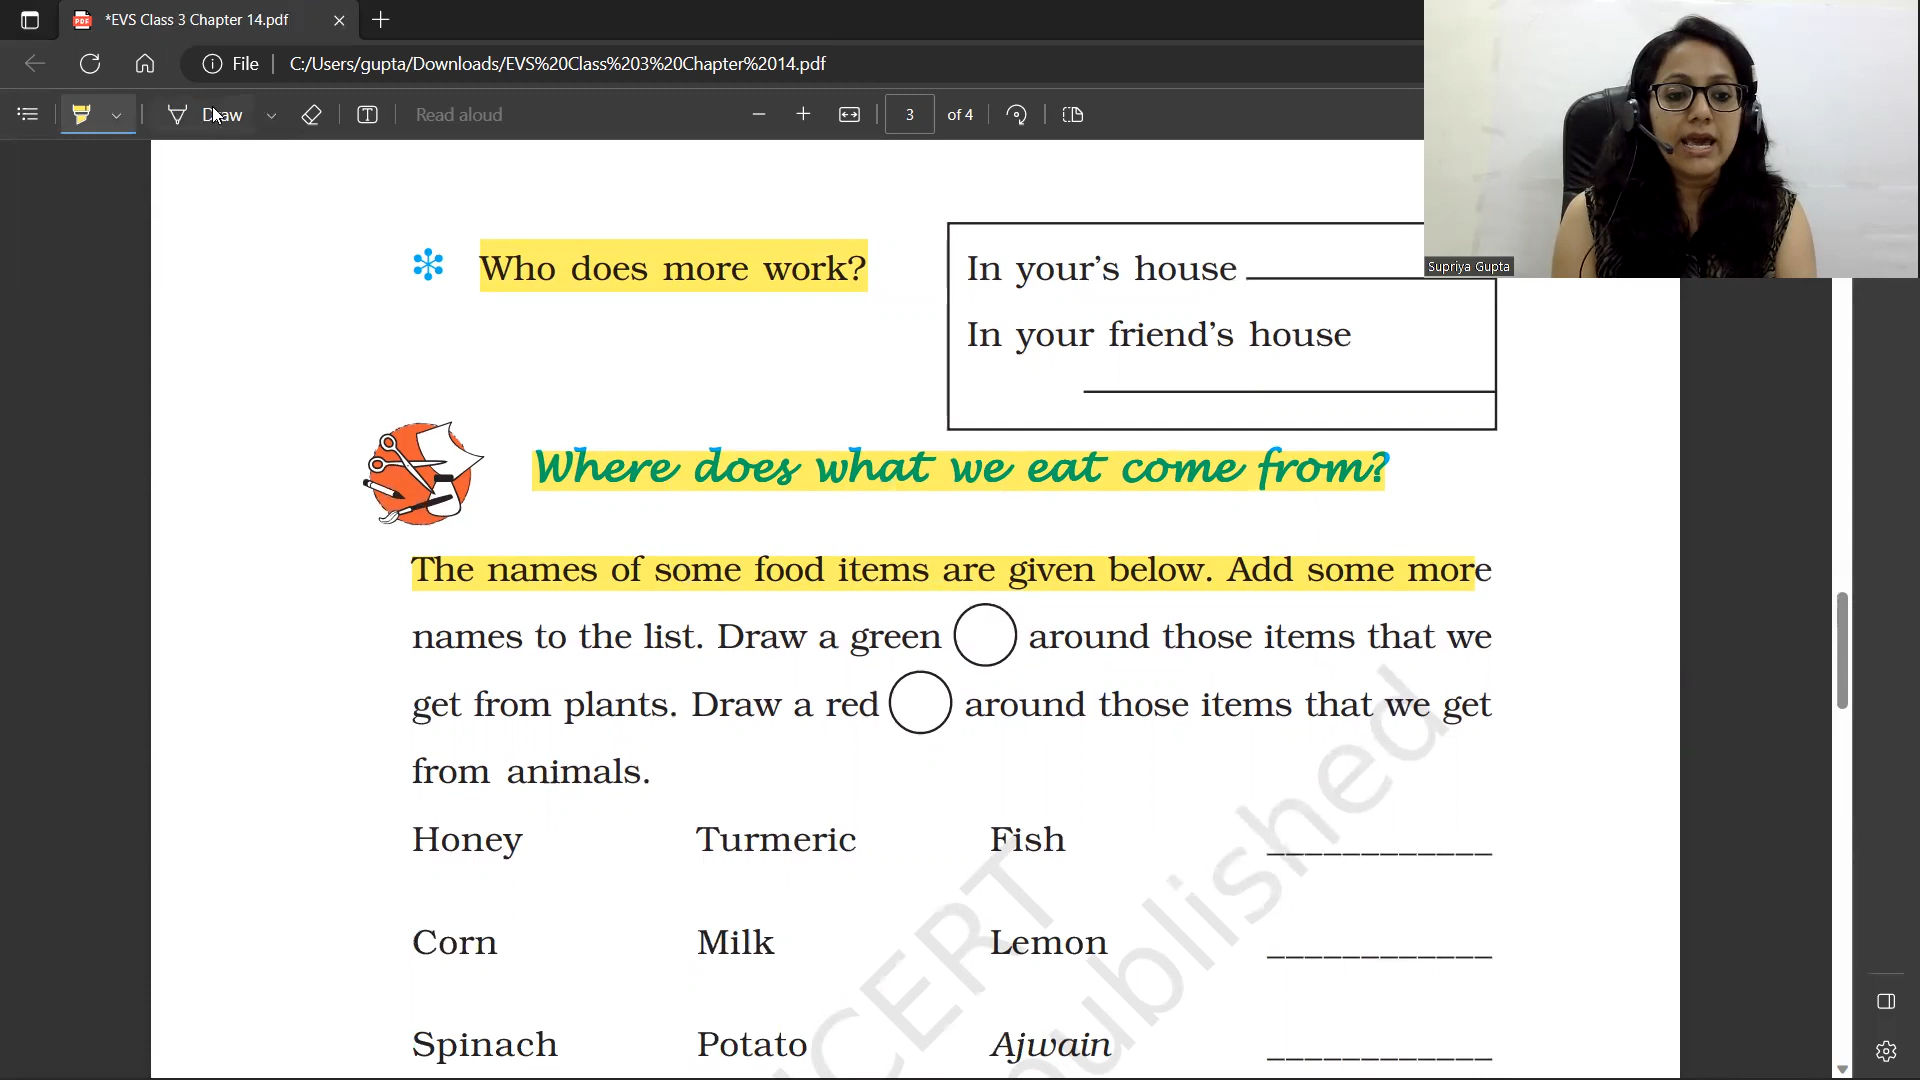 *EVS Class 3 Chapter 14.pdf
File C:/Users/gupta/Downloads/EVS%20Class%203%20Chapter%2014.pdf
Draw Read aloud 3 of 4
Supriya Gupta
Who does more work?
In your's house
In your friend's house
Where does what we eat come from?
The names of some food items are given below. Add some more
names to the list. Draw a green around those items that we
get from plants. Draw a red around those items that we get
from animals.
Honey Turmeric Fish ____________
Corn Milk Lemon ____________
Spinach Potato Ajwain ____________
CERT
published